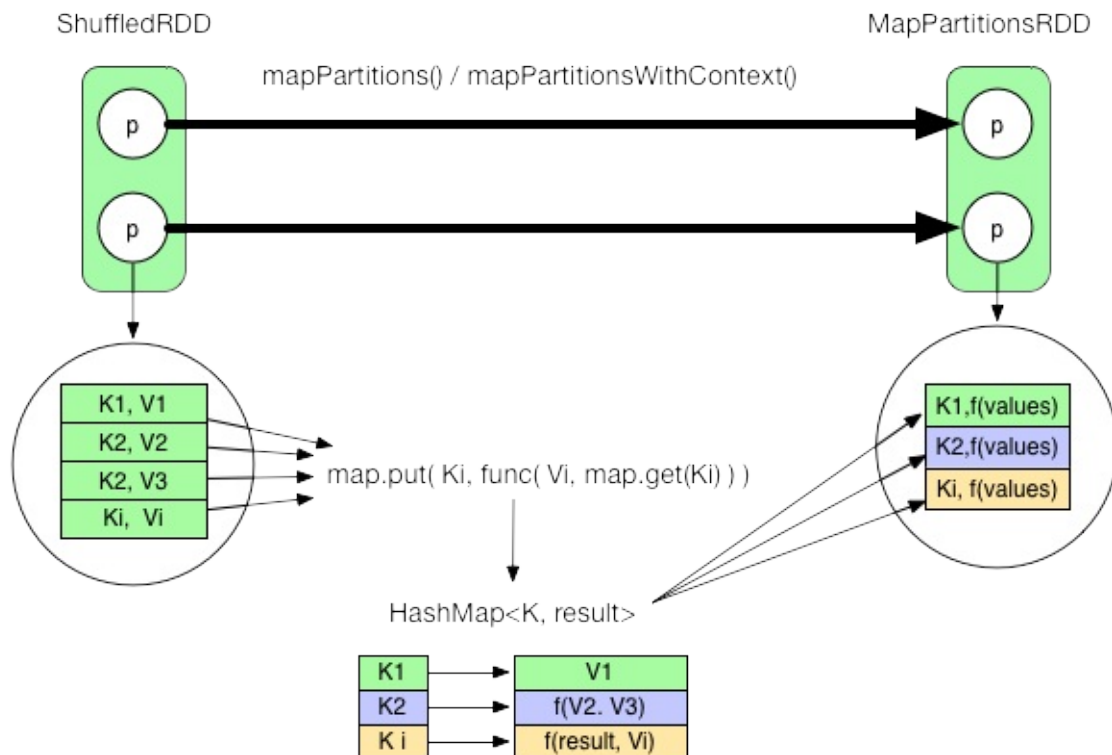 ShuffledRDD
MapPartitionsRDD
mapPartitions() / mapPartitionsWithContext()
p
p
p
p
K1, V1
K2, V2
K2, V3
Ki, Vi
map.put( Ki, func( Vi, map.get(Ki) ) )
K1,f(values)
K2,f(values)
Ki, f(values)
HashMap<K, result>
K1
V1
K2
f(V2. V3)
K i
f(result, Vi)